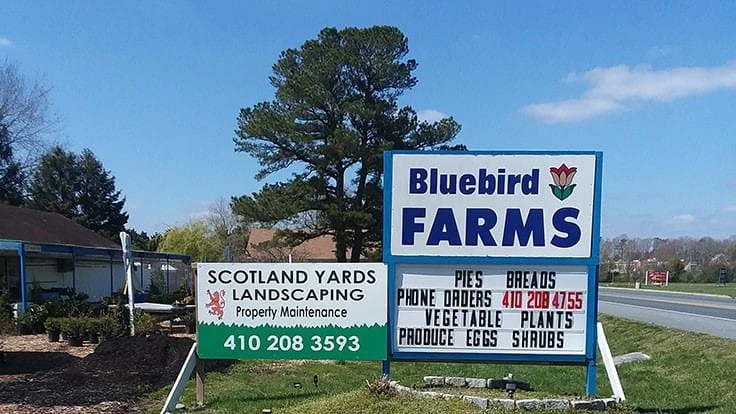 Bluebird
FARMS
PIES BREADS
PHONE ORDERS 410 208 4755
VEGETABLE PLANTS
PRODUCE EGGS SHRUBS
SCOTLAND YARDS
LANDSCAPING
Property Maintenance
410 208 3593